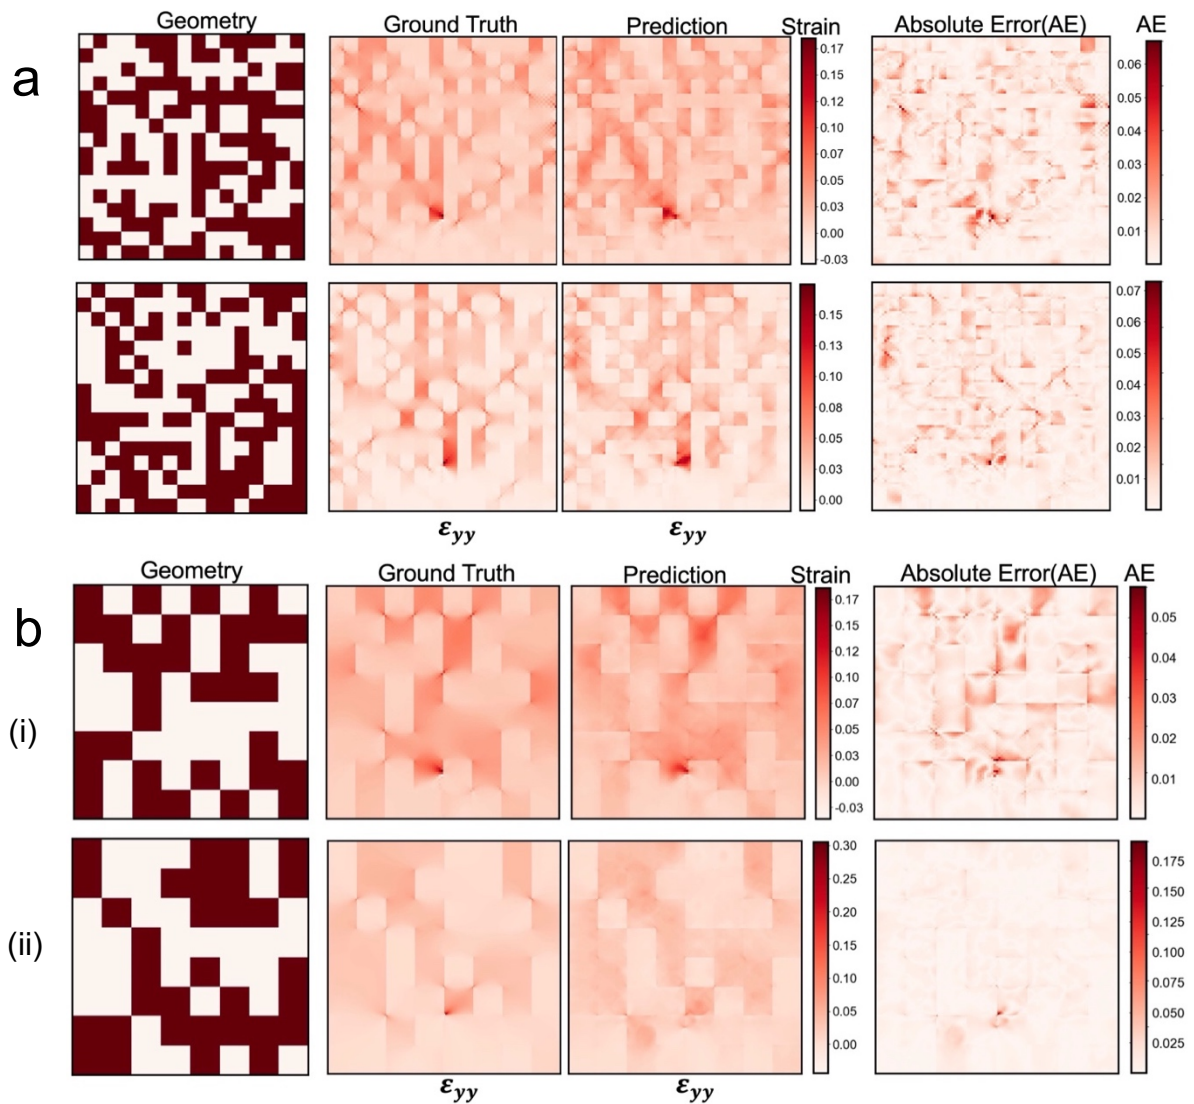 a
Geometry
Ground Truth
Prediction
Strain
Absolute Error(AE)
AE
0.17
0.15
0.12
0.10
0.07
0.05
0.03
0.00
-0.03
0.06
0.05
0.04
0.03
0.02
0.01
0.15
0.13
0.10
0.08
0.05
0.03
0.00
0.07
0.06
0.05
0.04
0.03
0.02
0.01
εyy
εyy
b
Geometry
Ground Truth
Prediction
Strain
Absolute Error(AE)
AE
(i)
0.17
0.15
0.12
0.10
0.07
0.05
0.03
0.00
-0.03
0.05
0.04
0.03
0.02
0.01
(ii)
0.30
0.25
0.20
0.15
0.10
0.05
0.00
0.175
0.150
0.125
0.100
0.075
0.050
0.025
εyy
εyy